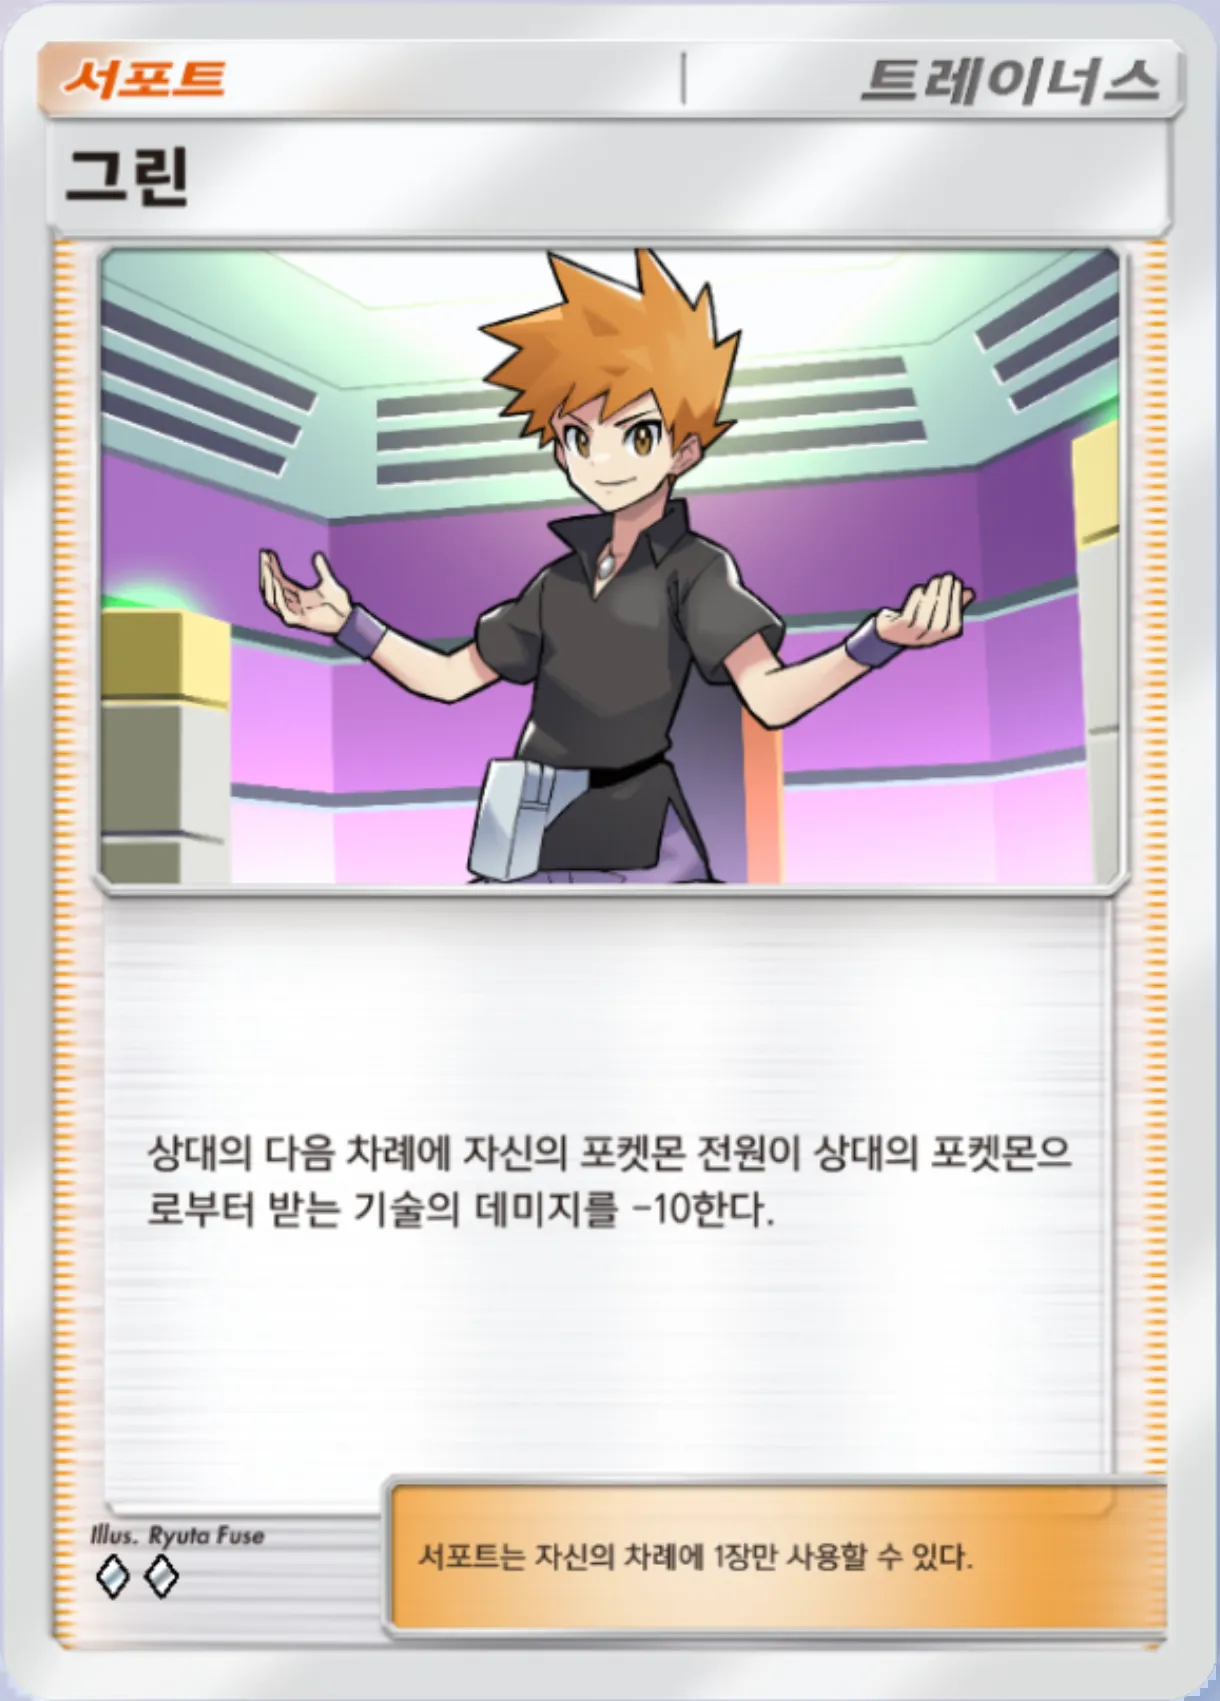 서포트
트레이너스
그린
상대의 다음 차례에 자신의 포켓몬 전원이 상대의 포켓몬으
로부터 받는 기술의 데미지를 -10한다.
Illus. Ryuta Fuse
서포트는 자신의 차례에 1장만 사용할 수 있다.